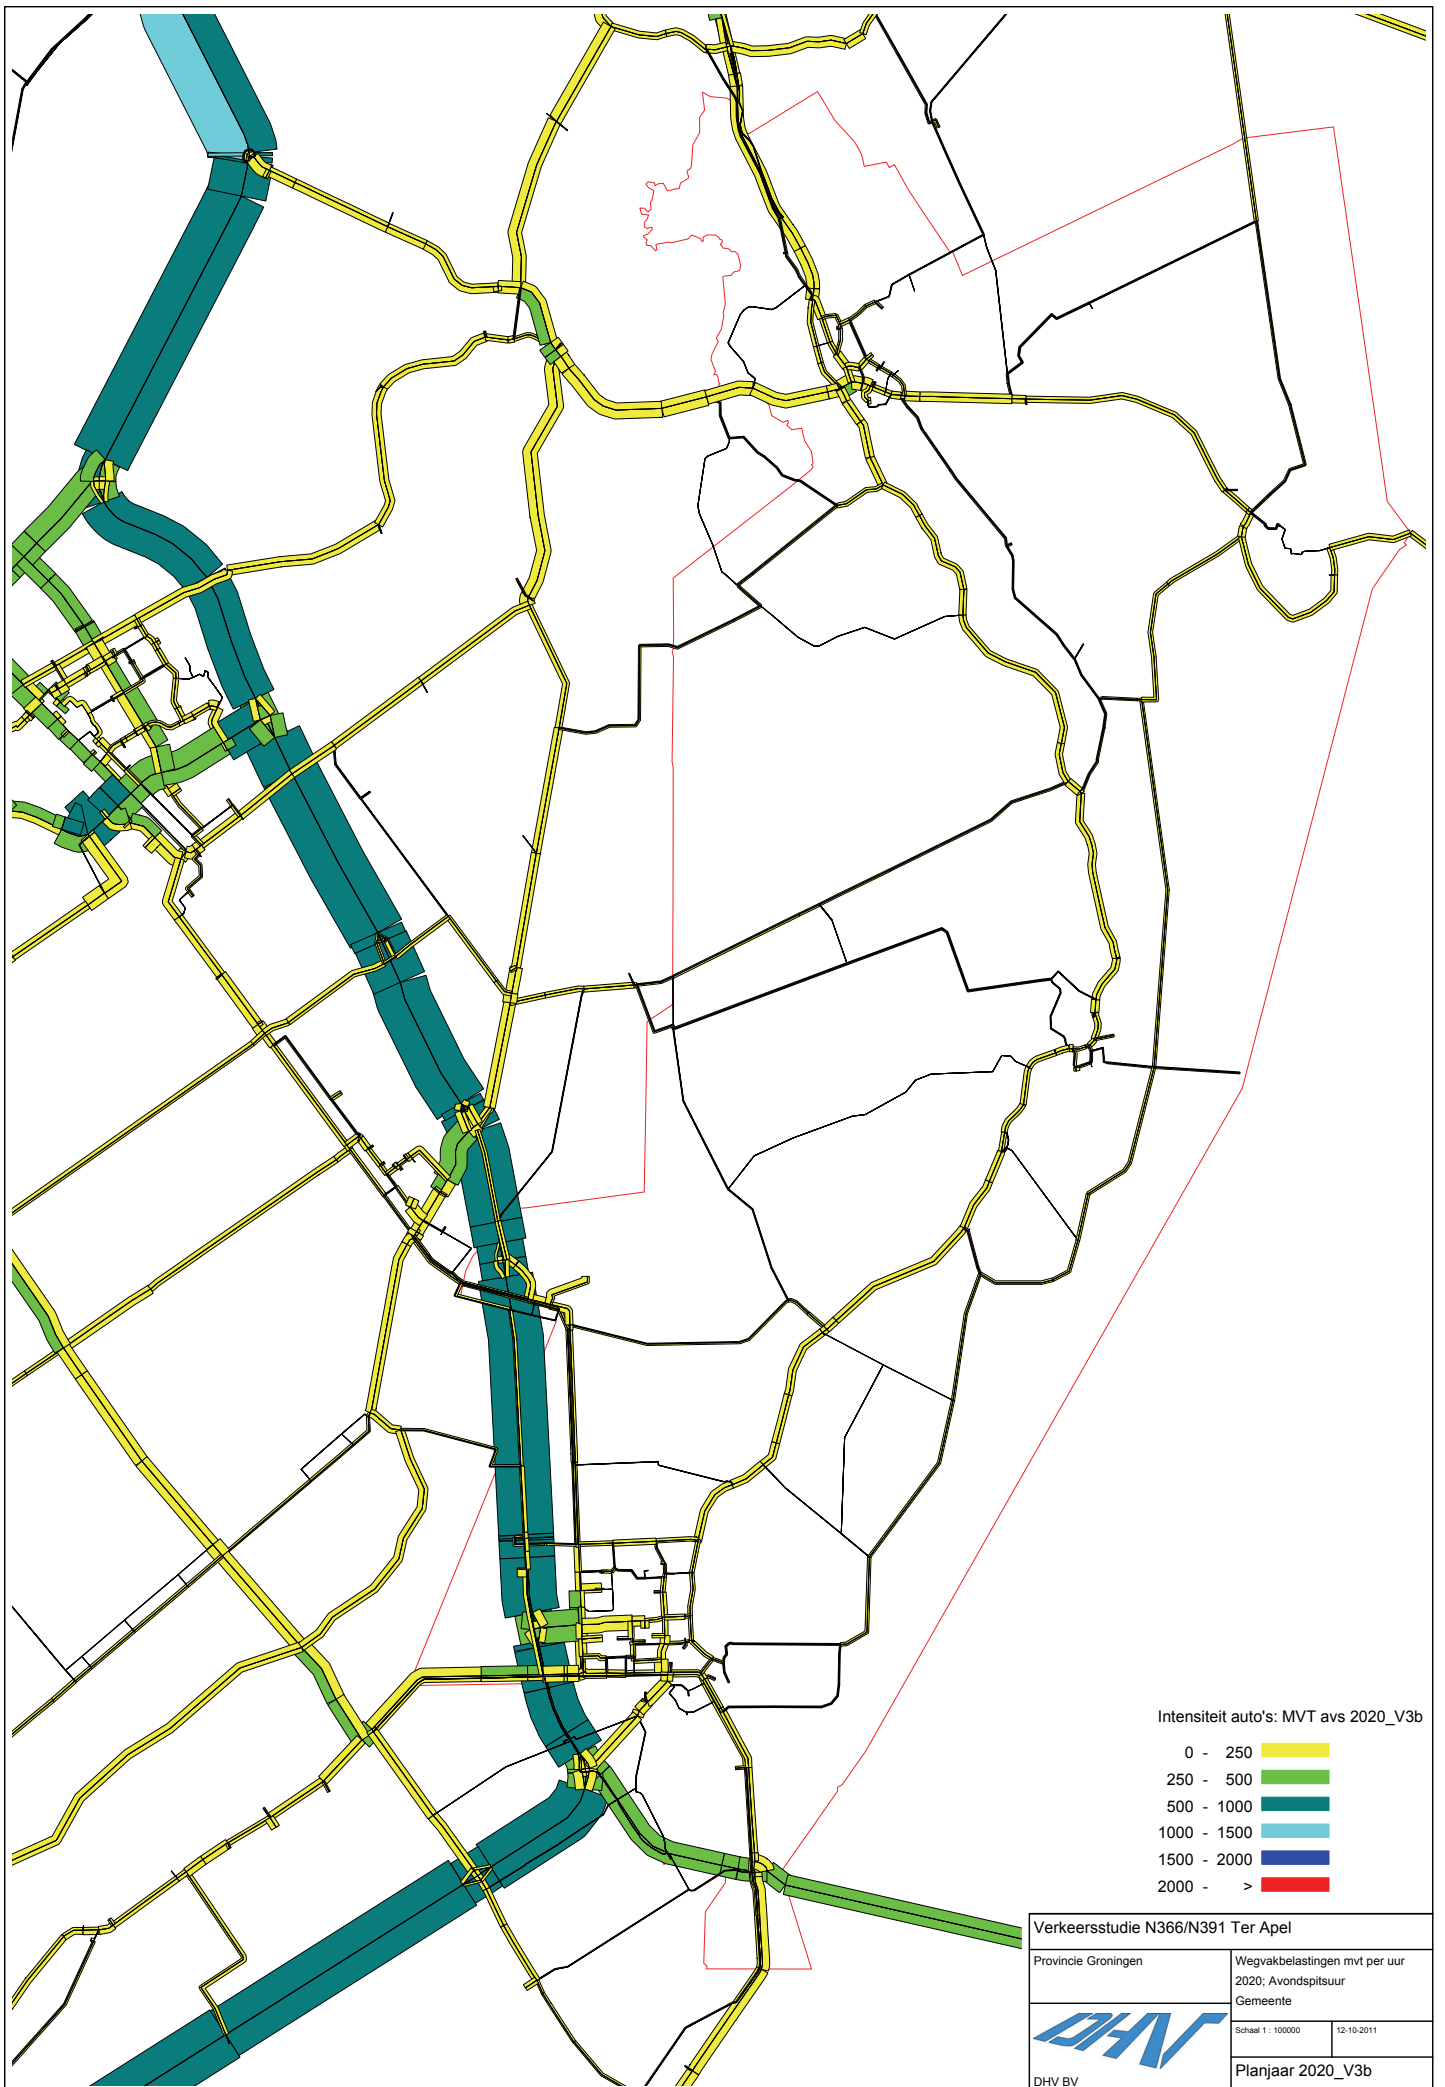 Intensiteit auto's: MVT avs 2020_V3b
0 - 250
250 - 500
500 - 1000
1000 - 1500
1500 - 2000
2000 - >
Verkeersstudie N366/N391 Ter Apel
Provincie Groningen
Wegvakbelastingen mvt per uur
2020; Avondspitsuur
Gemeente
Schaal 1 : 100000
12-10-2011
DHV
DHV BV
Planjaar 2020_V3b